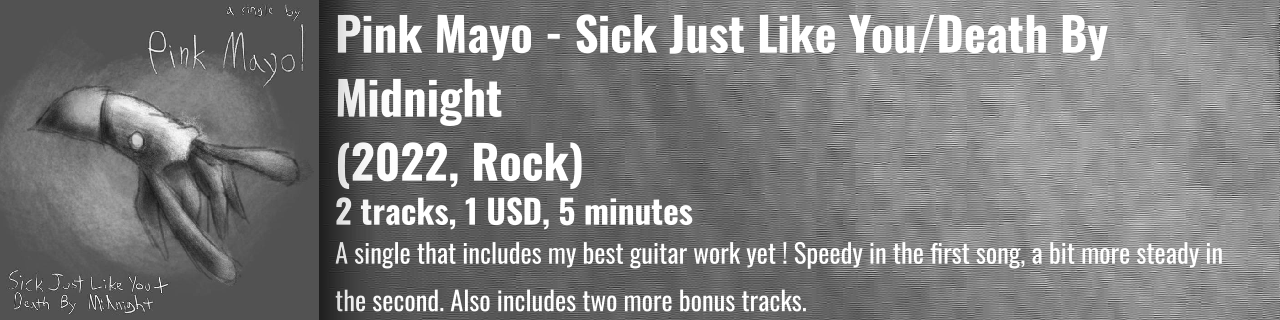 a single by
Pink Mayo!
Sick Just Like You +
Death By Midnight
Pink Mayo - Sick Just Like You/Death By
Midnight
(2022, Rock)
2 tracks, 1 USD, 5 minutes
A single that includes my best guitar work yet ! Speedy in the first song, a bit more steady in
the second. Also includes two more bonus tracks.